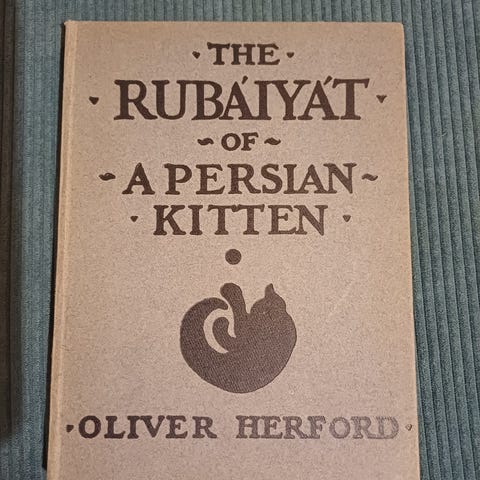 · THE ·
RUBÁIYÁT
~ OF ~
~ A PERSIAN ~
· KITTEN ·
· OLIVER HERFORD ·